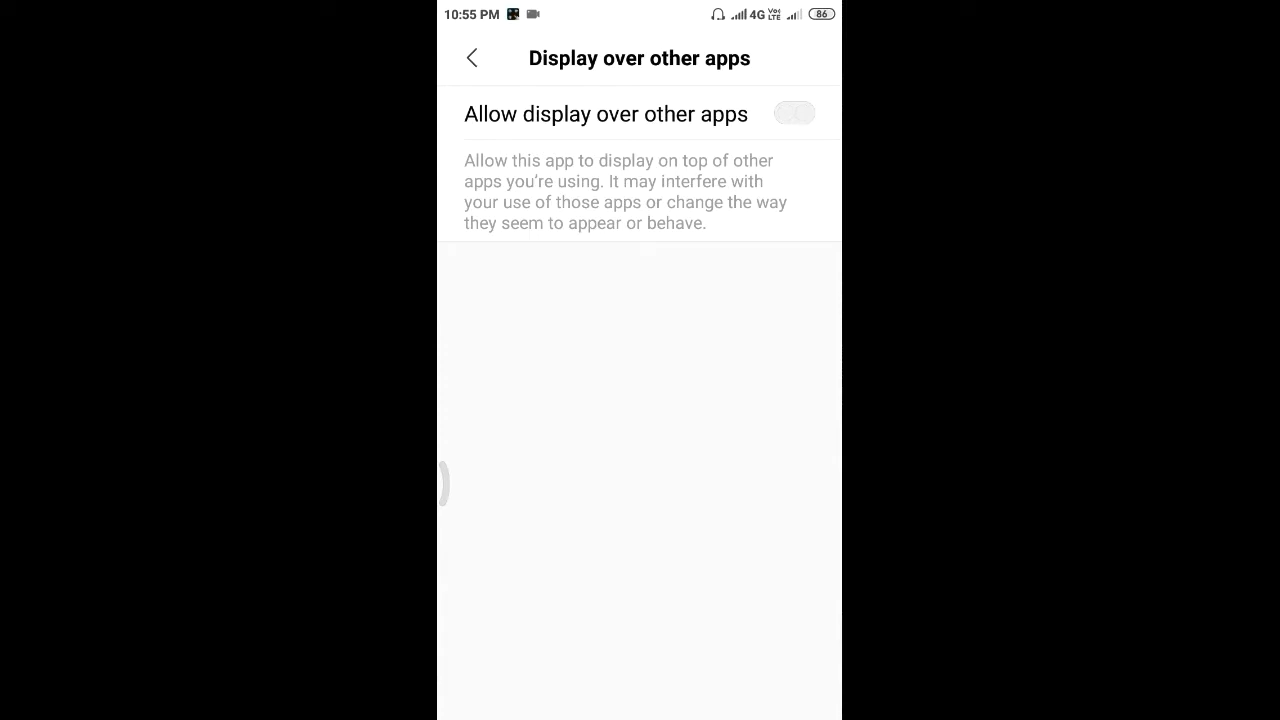 10:55 PM 4G Vo LTE 86
Display over other apps
Allow display over other apps
Allow this app to display on top of other
apps you’re using. It may interfere with
your use of those apps or change the way
they seem to appear or behave.